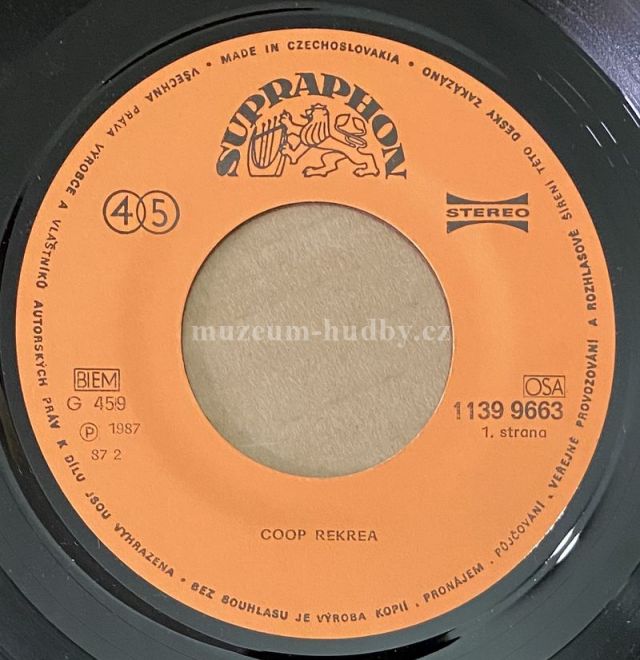 VŠECHNA PRÁVA VÝROBCE A VLASTNÍKŮ AUTORSKÝCH PRÁV K DÍLU JSOU VYHRAZENA • BEZ SOUHLASU JE VÝROBA KOPIÍ, PRONÁJEM, PŮJČOVÁNÍ, VEŘEJNÉ PROVOZOVÁNÍ A ROZHLASOVÉ ŠÍŘENÍ TÉTO DESKY ZAKÁZÁNO • MADE IN CZECHOSLOVAKIA •
SUPRAPHON
45
STEREO
muzeum-hudby.cz
BIEM
G 459
Ⓟ 1987
87 2
OSA
1139 9663
1. strana
COOP REKREA